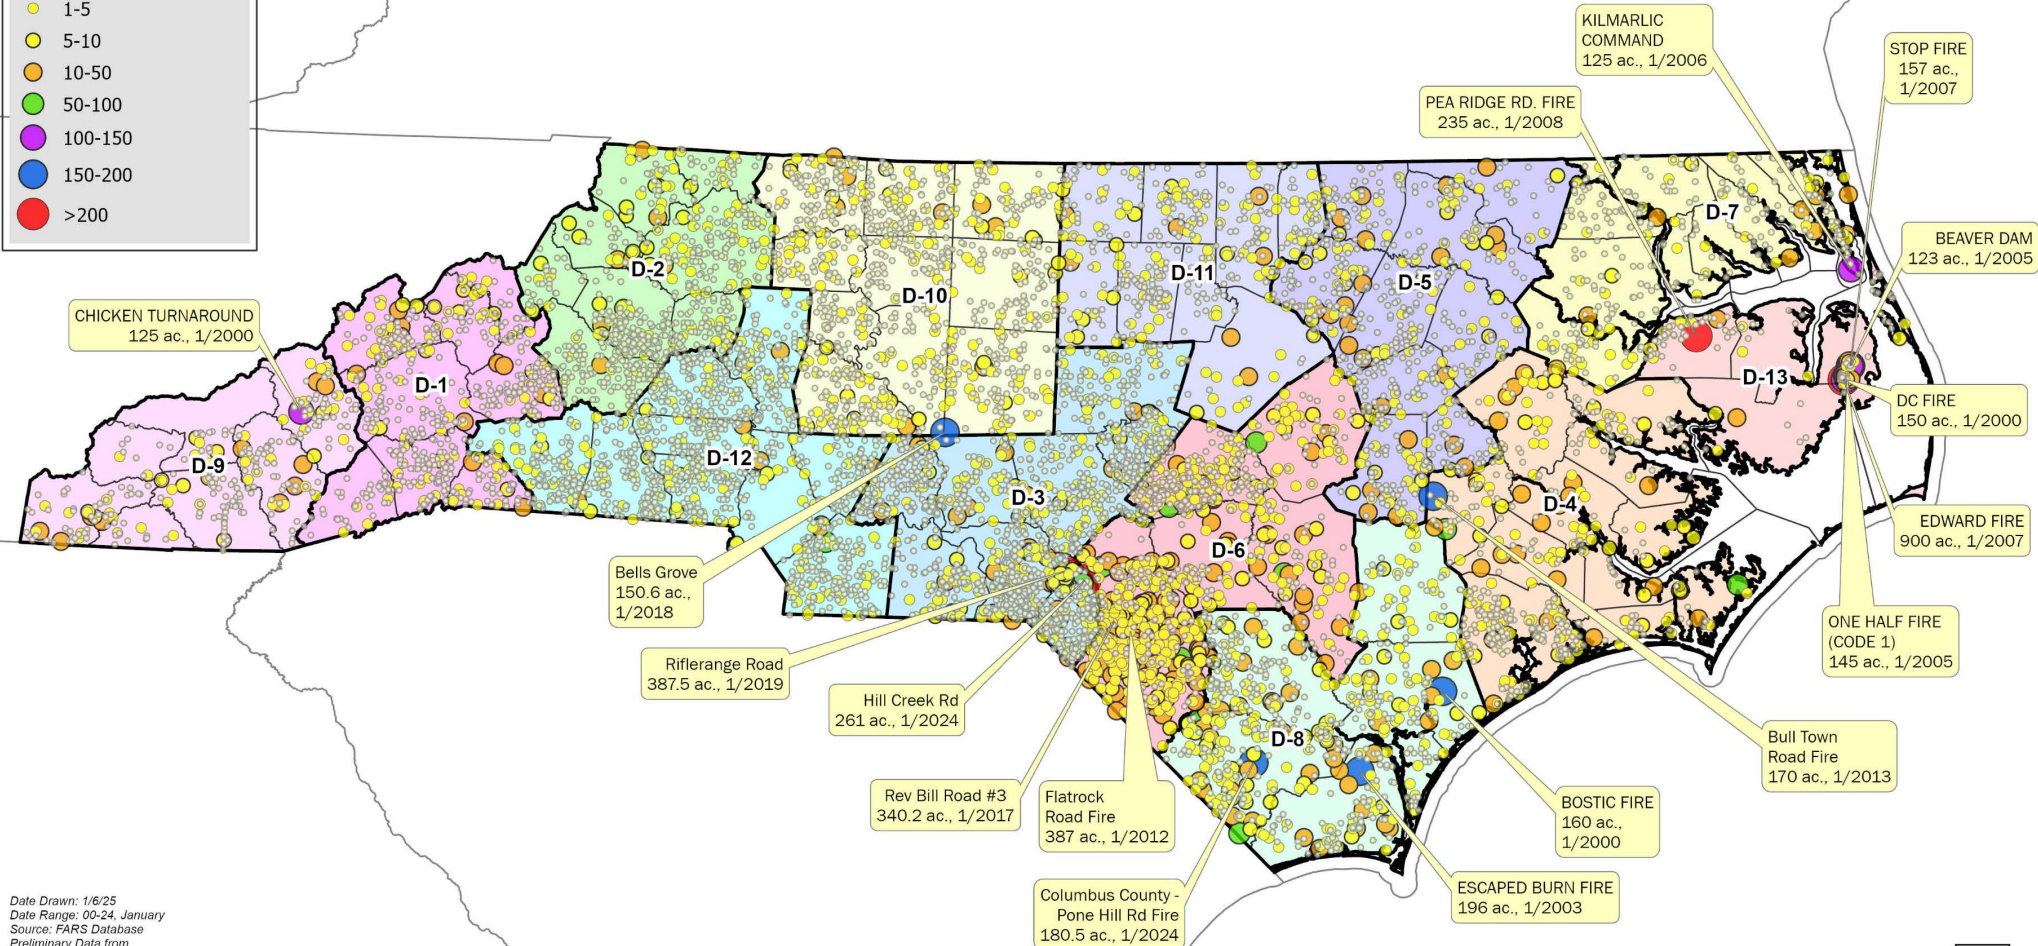 1-5
5-10
10-50
50-100
100-150
150-200
>200
KILMARLIC
COMMAND
125 ac., 1/2006
STOP FIRE
157 ac.,
1/2007
PEA RIDGE RD. FIRE
235 ac., 1/2008
BEAVER DAM
123 ac., 1/2005
CHICKEN TURNAROUND
125 ac., 1/2000
D-7
D-2
D-11
D-5
D-10
D-1
D-13
DC FIRE
150 ac., 1/2000
D-12
D-9
D-3
D-4
EDWARD FIRE
900 ac., 1/2007
D-6
Bells Grove
150.6 ac.,
1/2018
ONE HALF FIRE
(CODE 1)
145 ac., 1/2005
Riflerange Road
387.5 ac., 1/2019
Hill Creek Rd
261 ac., 1/2024
D-8
Bull Town
Road Fire
170 ac., 1/2013
Rev Bill Road #3
340.2 ac., 1/2017
Flatrock
Road Fire
387 ac., 1/2012
BOSTIC FIRE
160 ac.,
1/2000
ESCAPED BURN FIRE
196 ac., 1/2003
Columbus County -
Pone Hill Rd Fire
180.5 ac., 1/2024
Date Drawn: 1/6/25
Date Range: 00-24, January
Source: FARS Database
Preliminary Data from